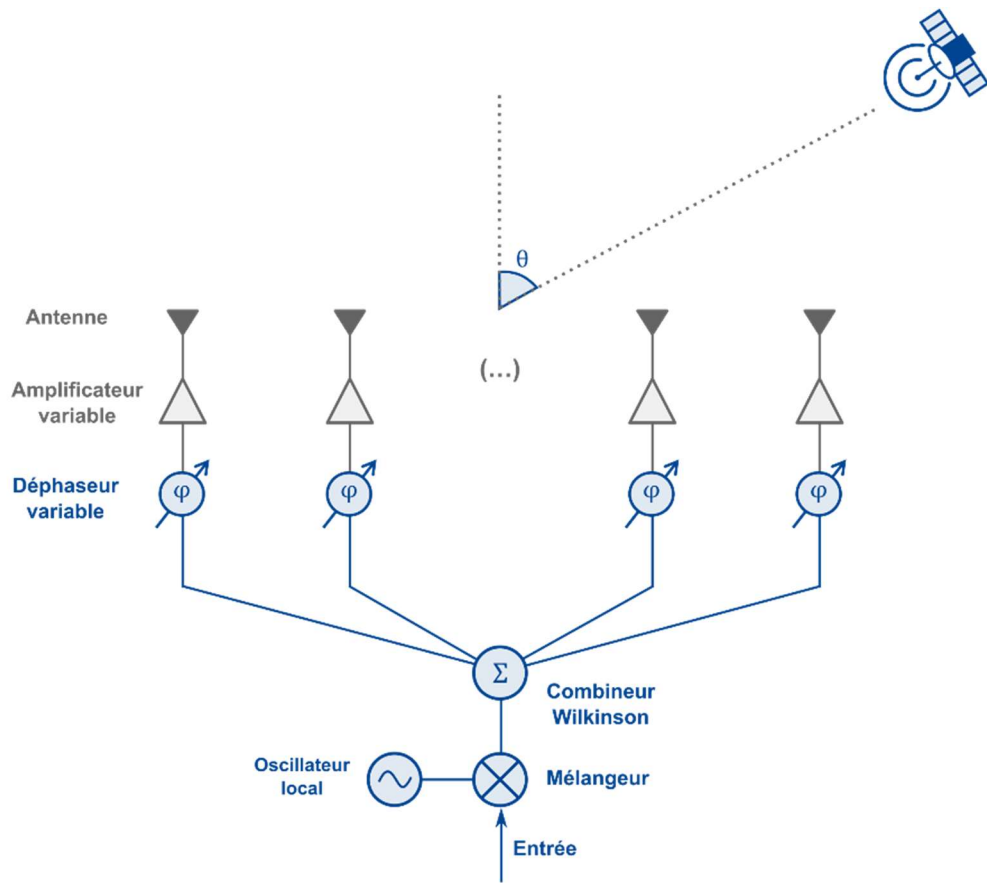 θ
Antenne
(...)
Amplificateur
variable
Déphaseur
variable
φ
φ
φ
φ
Σ
Combineur
Wilkinson
Oscillateur
local
Mélangeur
Entrée